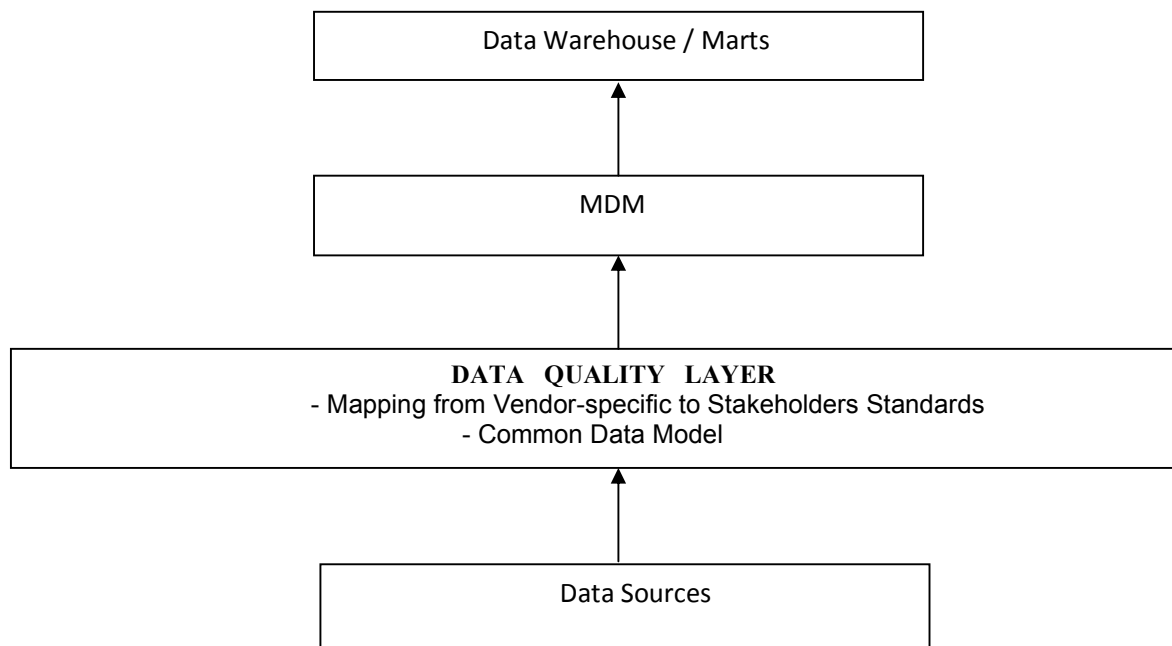 Data Warehouse / Marts
MDM
DATA QUALITY LAYER
- Mapping from Vendor-specific to Stakeholders Standards
- Common Data Model
Data Sources